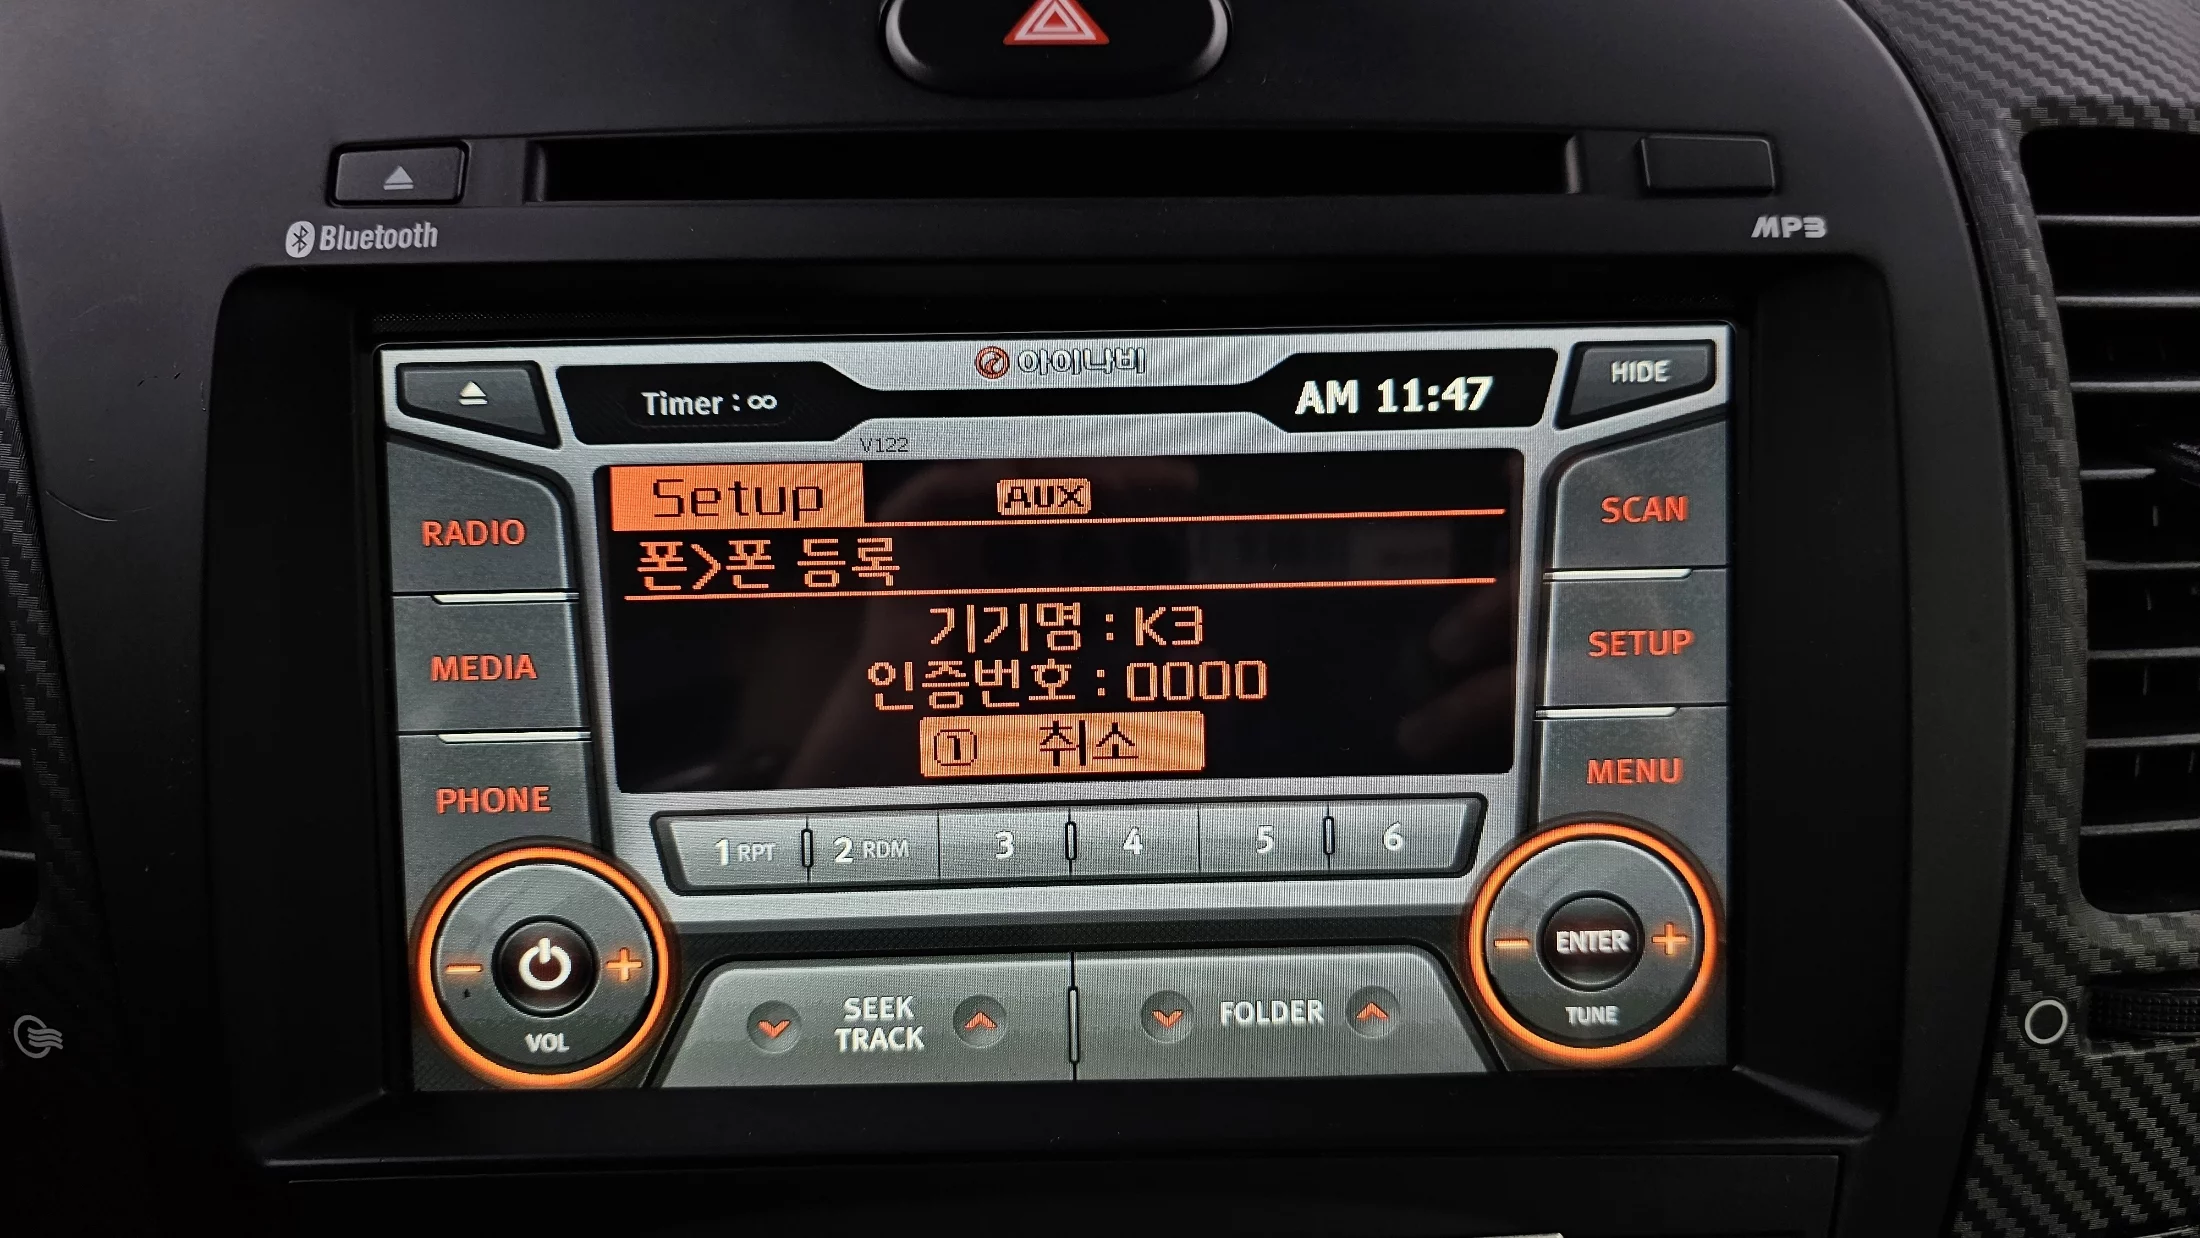 Bluetooth
MP3
아이나비
Timer : ∞
AM 11:47
HIDE
V122
Setup
AUX
폰>폰 등록
기기명 : K3
인증번호 : 0000
① 취소
RADIO
MEDIA
PHONE
SCAN
SETUP
MENU
1 RPT
2 RDM
3
4
5
6
VOL
SEEK
TRACK
FOLDER
ENTER
TUNE